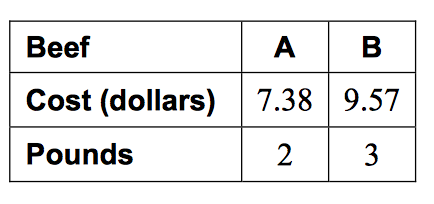 Beef A B
Cost (dollars) 7.38 9.57
Pounds 2 3